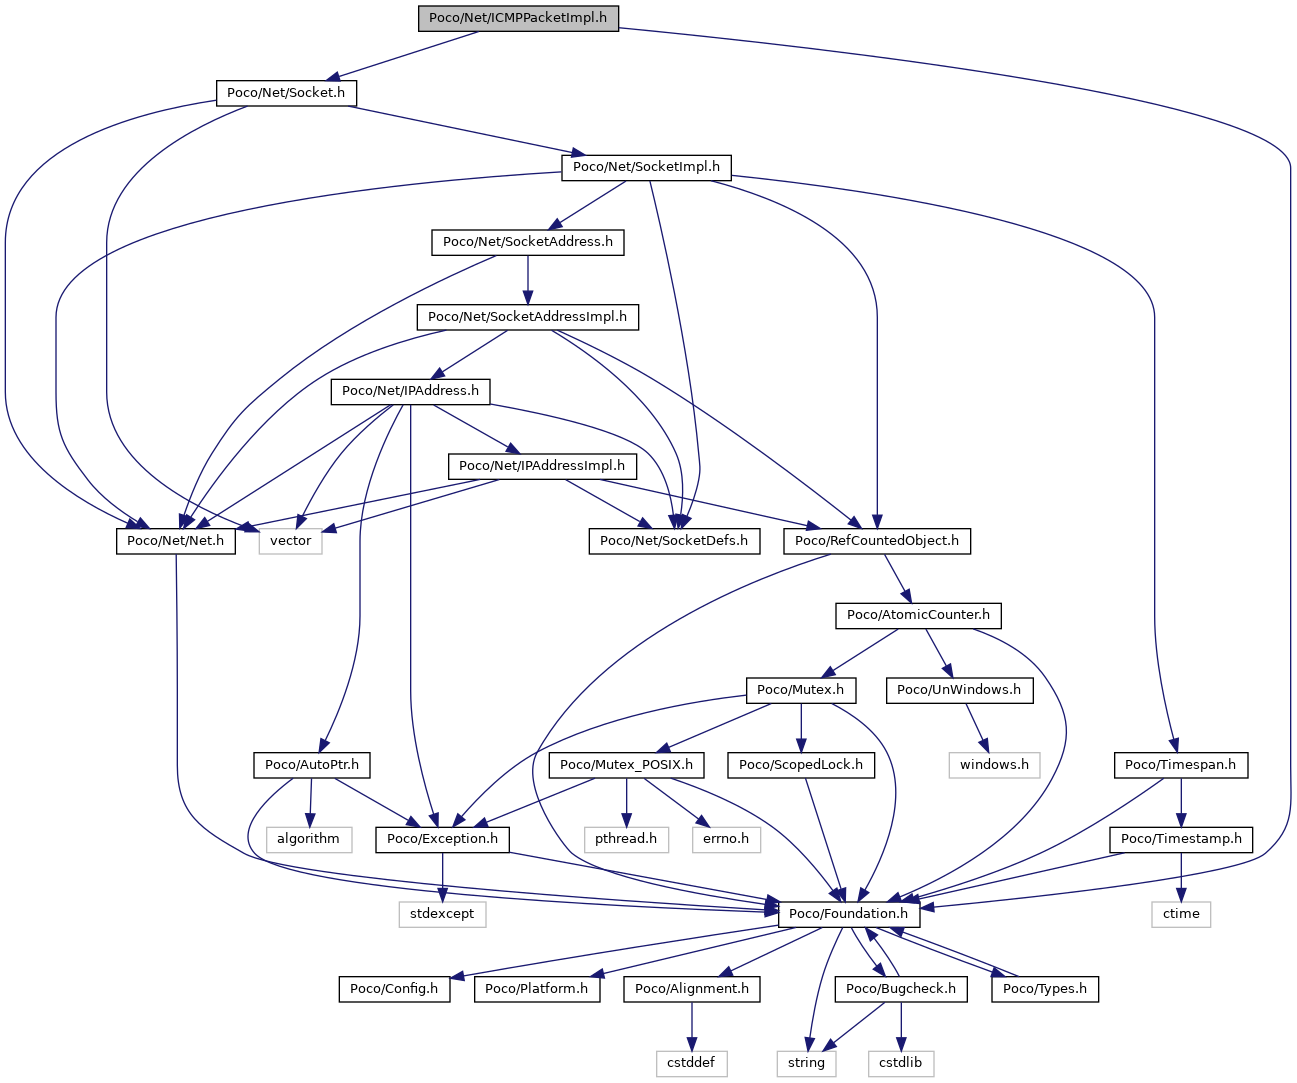 Poco/Net/ICMPPacketImpl.h
Poco/Net/Socket.h
Poco/Net/SocketImpl.h
Poco/Net/SocketAddress.h
Poco/Net/SocketAddressImpl.h
Poco/Net/IPAddress.h
Poco/Net/IPAddressImpl.h
Poco/Net/Net.h
vector
Poco/Net/SocketDefs.h
Poco/RefCountedObject.h
Poco/AtomicCounter.h
Poco/Mutex.h
Poco/UnWindows.h
Poco/AutoPtr.h
Poco/Mutex_POSIX.h
Poco/ScopedLock.h
windows.h
Poco/Timespan.h
algorithm
Poco/Exception.h
pthread.h
errno.h
Poco/Timestamp.h
stdexcept
Poco/Foundation.h
ctime
Poco/Config.h
Poco/Platform.h
Poco/Alignment.h
Poco/Bugcheck.h
Poco/Types.h
cstddef
string
cstdlib